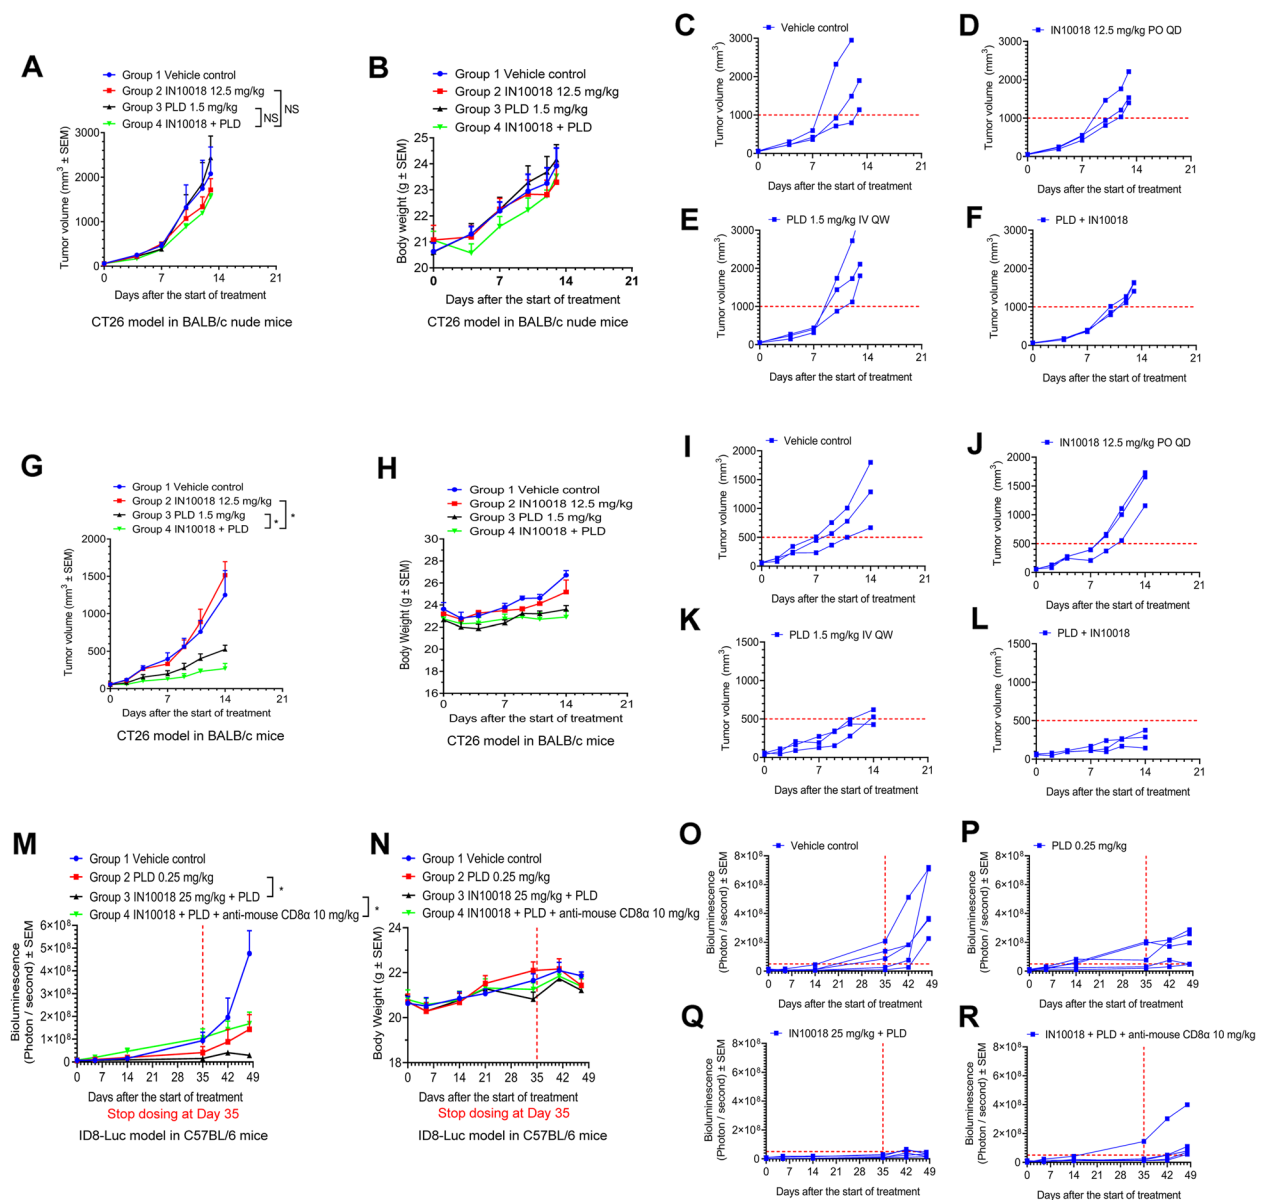 A
Group 1 Vehicle control
Group 2 IN10018 12.5 mg/kg
Group 3 PLD 1.5 mg/kg
Group 4 IN10018 + PLD
NS
NS
Tumor volume (mm³ ± SEM)
3000
2000
1000
0
0 7 14 21
Days after the start of treatment
CT26 model in BALB/c nude mice
B
Group 1 Vehicle control
Group 2 IN10018 12.5 mg/kg
Group 3 PLD 1.5 mg/kg
Group 4 IN10018 + PLD
Body weight (g ± SEM)
25
24
23
22
21
20
0 7 14 21
Days after the start of treatment
CT26 model in BALB/c nude mice
C
Vehicle control
Tumor volume (mm³)
3000
2000
1000
0
0 7 14 21
Days after the start of treatment
D
IN10018 12.5 mg/kg PO QD
Tumor volume (mm³)
3000
2000
1000
0
0 7 14 21
Days after the start of treatment
E
PLD 1.5 mg/kg IV QW
Tumor volume (mm³)
3000
2000
1000
0
0 7 14 21
Days after the start of treatment
F
PLD + IN10018
Tumor volume (mm³)
3000
2000
1000
0
0 7 14 21
Days after the start of treatment
G
Group 1 Vehicle control
Group 2 IN10018 12.5 mg/kg
Group 3 PLD 1.5 mg/kg
Group 4 IN10018 + PLD
*
*
Tumor volume (mm³ ± SEM)
2000
1500
1000
500
0
0 7 14 21
Days after the start of treatment
CT26 model in BALB/c mice
H
Group 1 Vehicle control
Group 2 IN10018 12.5 mg/kg
Group 3 PLD 1.5 mg/kg
Group 4 IN10018 + PLD
Body Weight (g ± SEM)
30
28
26
24
22
20
18
16
0 7 14 21
Days after the start of treatment
CT26 model in BALB/c mice
I
Vehicle control
Tumor volume (mm³)
2000
1500
1000
500
0
0 7 14 21
Days after the start of treatment
J
IN10018 12.5 mg/kg PO QD
Tumor volume (mm³)
2000
1500
1000
500
0
0 7 14 21
Days after the start of treatment
K
PLD 1.5 mg/kg IV QW
Tumor volume (mm³)
1500
1000
500
0
0 7 14 21
Days after the start of treatment
L
PLD + IN10018
Tumor volume (mm³)
1500
1000
500
0
0 7 14 21
Days after the start of treatment
M
Group 1 Vehicle control
Group 2 PLD 0.25 mg/kg
Group 3 IN10018 25 mg/kg + PLD
Group 4 IN10018 + PLD + anti-mouse CD8α 10 mg/kg
*
*
Bioluminescence
(Photon / second) ± SEM
6×10⁸
5×10⁸
4×10⁸
3×10⁸
2×10⁸
1×10⁸
0
0 7 14 21 28 35 42 49
Days after the start of treatment
Stop dosing at Day 35
ID8-Luc model in C57BL/6 mice
N
Group 1 Vehicle control
Group 2 PLD 0.25 mg/kg
Group 3 IN10018 25 mg/kg + PLD
Group 4 IN10018 + PLD + anti-mouse CD8α 10 mg/kg
Body Weight (g ± SEM)
24
22
20
18
0 7 14 21 28 35 42 49
Days after the start of treatment
Stop dosing at Day 35
ID8-Luc model in C57BL/6 mice
O
Vehicle control
Bioluminescence
(Photon / second) ± SEM
8×10⁸
6×10⁸
4×10⁸
2×10⁸
0
0 7 14 21 28 35 42 49
Days after the start of treatment
P
PLD 0.25 mg/kg
Bioluminescence
(Photon / second) ± SEM
8×10⁸
6×10⁸
4×10⁸
2×10⁸
0
0 7 14 21 28 35 42 49
Days after the start of treatment
Q
IN10018 25 mg/kg + PLD
Bioluminescence
(Photon / second) ± SEM
8×10⁸
6×10⁸
4×10⁸
2×10⁸
0
0 7 14 21 28 35 42 49
Days after the start of treatment
R
IN10018 + PLD + anti-mouse CD8α 10 mg/kg
Bioluminescence
(Photon / second) ± SEM
8×10⁸
6×10⁸
4×10⁸
2×10⁸
0
0 7 14 21 28 35 42 49
Days after the start of treatment